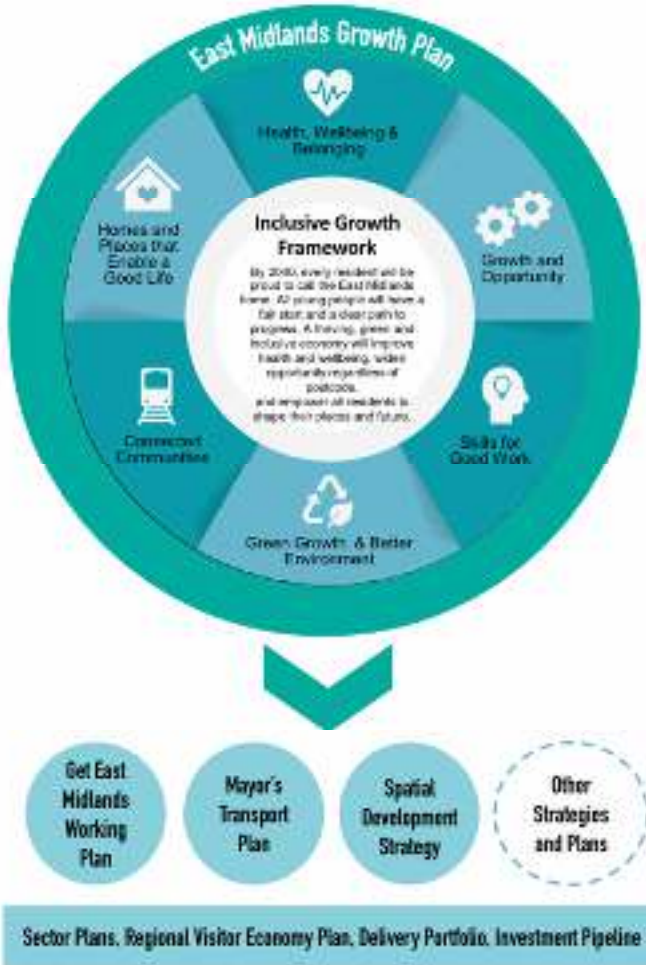 East Midlands Growth Plan
Health, Wellbeing &
Belonging
Homes and
Places that
Enable a
Good Life
Growth and
Opportunity
Inclusive Growth
Framework
By every resident will be
proud to call the East Midlands
home. All young people will have a
fair start and a clear path to
progress. A thriving, green and
inclusive economy will improve
health and wellbeing, widen
opportunity regardless of
postcode,
and empower all residents to
shape their places and future.
Connected
Communities
Skills for
Good Work
Green Growth & Better
Environment
Get East
Midlands
Working
Plan
Mayor's
Transport
Plan
Spatial
Development
Strategy
Other
Strategies
and Plans
Sector Plans, Regional Visitor Economy Plan, Delivery Portfolio, Investment Pipeline